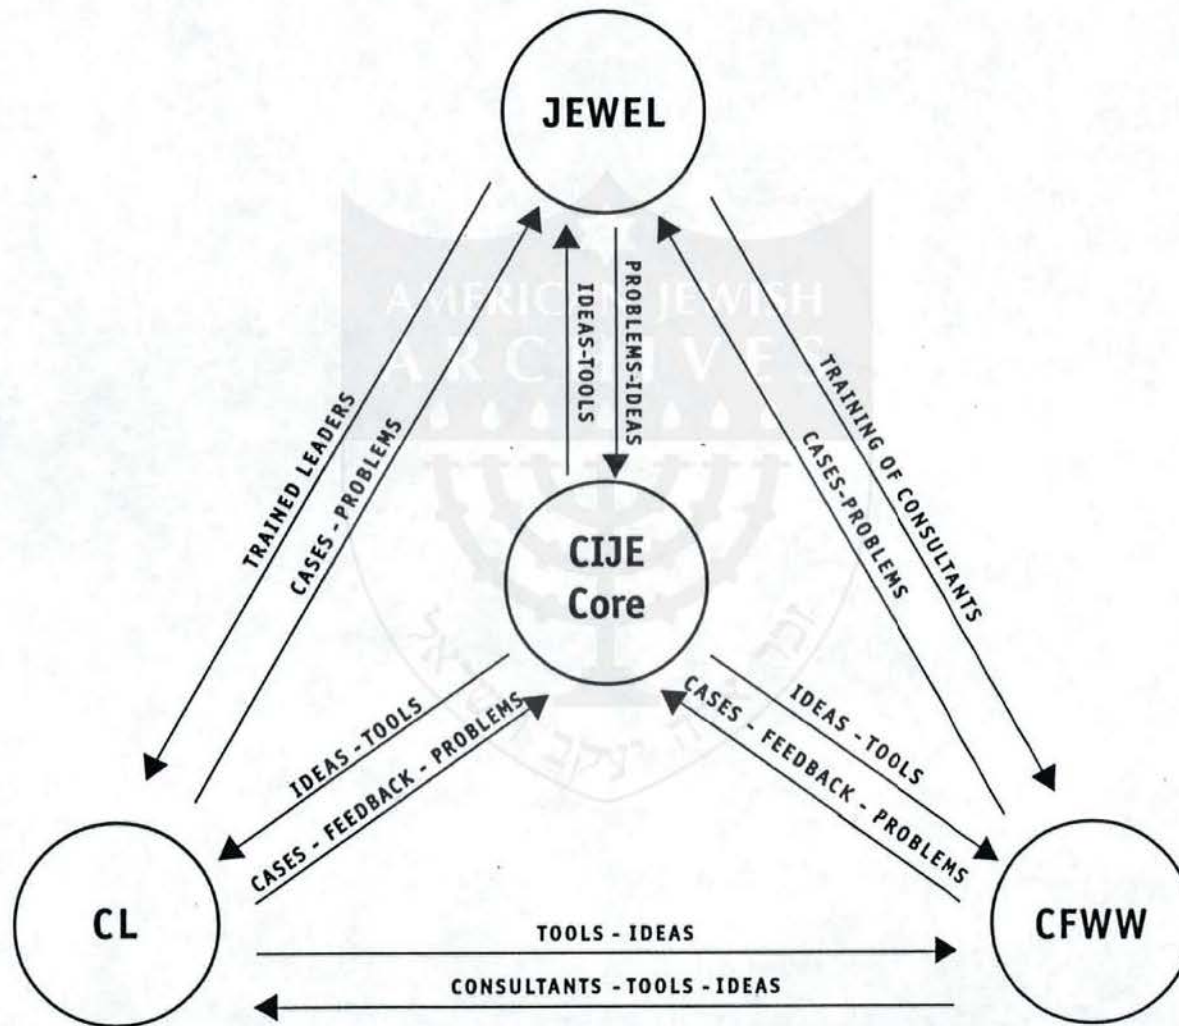 JEWEL
AMERICAN JEWISH
ARCHIVES
IDEAS-TOOLS
PROBLEMS-IDEAS
TRAINED LEADERS
CASES - PROBLEMS
CASES-PROBLEMS
TRAINING OF CONSULTANTS
CIJE
Core
IDEAS - TOOLS
CASES - FEEDBACK - PROBLEMS
IDEAS - TOOLS
CASES - FEEDBACK - PROBLEMS
CL
CFWW
TOOLS - IDEAS
CONSULTANTS - TOOLS - IDEAS